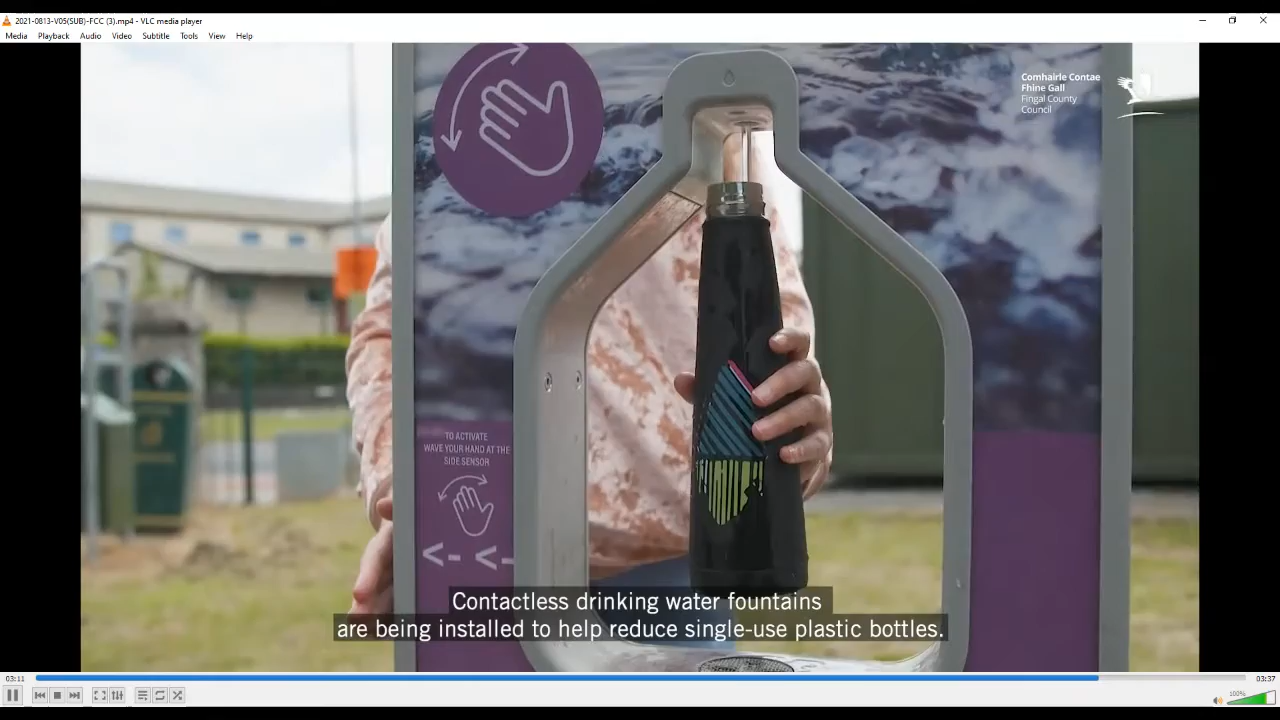 2021-0813-V05(SUB)-FCC (3).mp4 - VLC media player
Media Playback Audio Video Subtitle Tools View Help
Comhairle Contae
Fhine Gall
Fingal County
Council
TO ACTIVATE
WAVE YOUR HAND AT THE
SIDE SENSOR
<- <-
Contactless drinking water fountains
are being installed to help reduce single-use plastic bottles.
03:11
03:37
100%